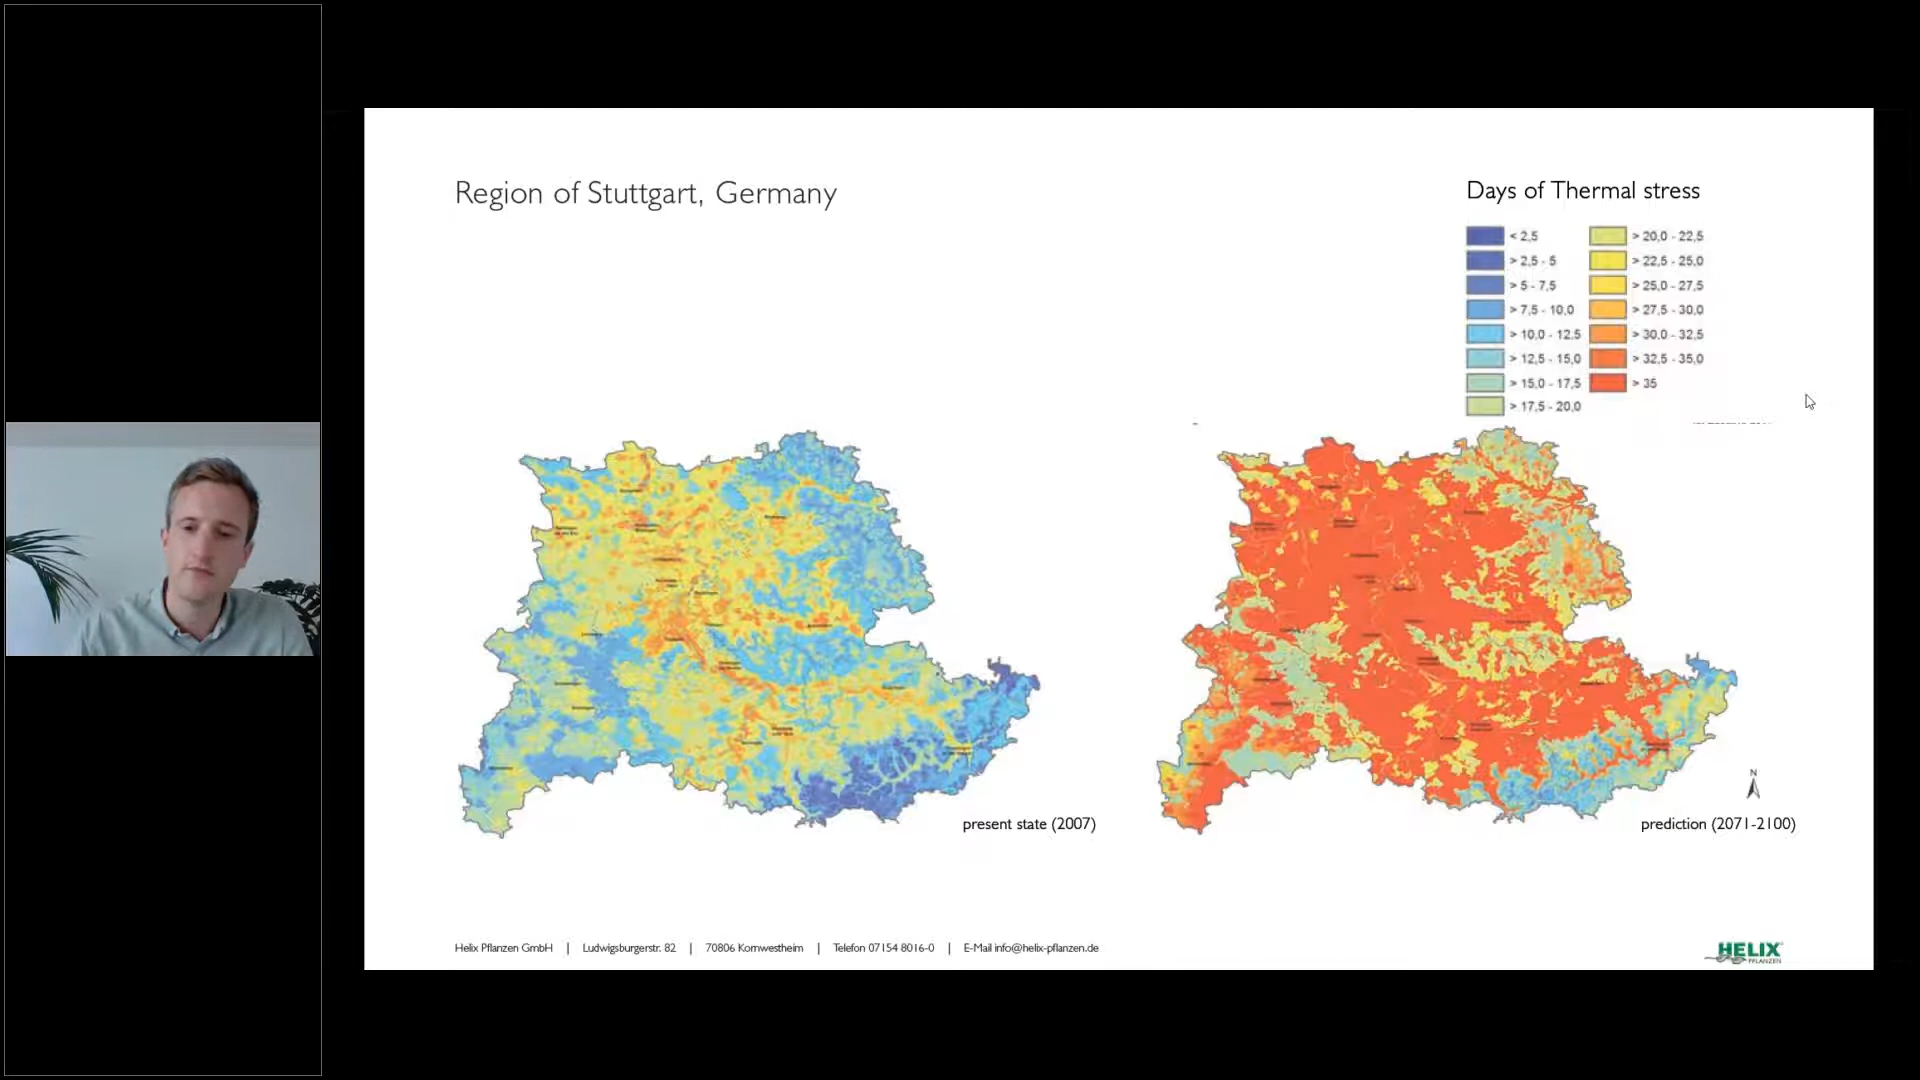 Region of Stuttgart, Germany
Days of Thermal stress
< 2,5
> 2,5 - 5
> 5 - 7,5
> 7,5 - 10,0
> 10,0 - 12,5
> 12,5 - 15,0
> 15,0 - 17,5
> 17,5 - 20,0
> 20,0 - 22,5
> 22,5 - 25,0
> 25,0 - 27,5
> 27,5 - 30,0
> 30,0 - 32,5
> 32,5 - 35,0
> 35
N
present state (2007)
prediction (2071-2100)
Helix Pflanzen GmbH | Ludwigsburgerstr. 82 | 70806 Kornwestheim | Telefon 07154 8016-0 | E-Mail info@helix-pflanzen.de
HELIX
PFLANZEN